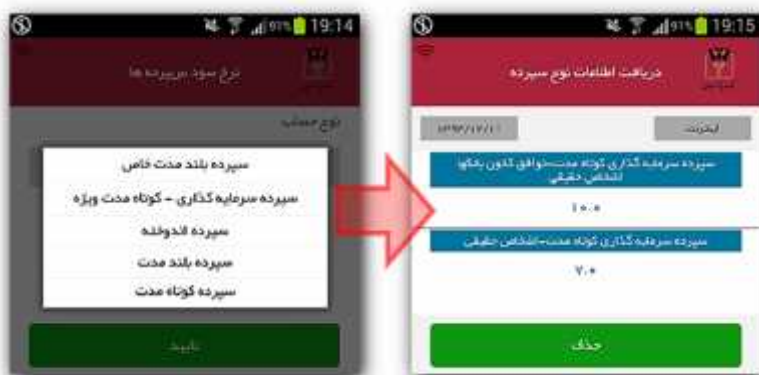 91% 19:14
نرخ سود سپرده ها
نوع حساب
سپرده بلند مدت خاص
سپرده سرمایه گذاری - کوتاه مدت ویژه
سپرده اندوخته
سپرده بلند مدت
سپرده کوتاه مدت
تایید
91% 19:15
دریافت اطلاعات نوع سپرده
اینترنت
سپرده سرمایه گذاری کوتاه مدت-توافق کانون بانکها
اشخاص حقیقی
۱۰.۰
سپرده سرمایه گذاری کوتاه مدت-اشخاص حقیقی
۷.۰
حذف